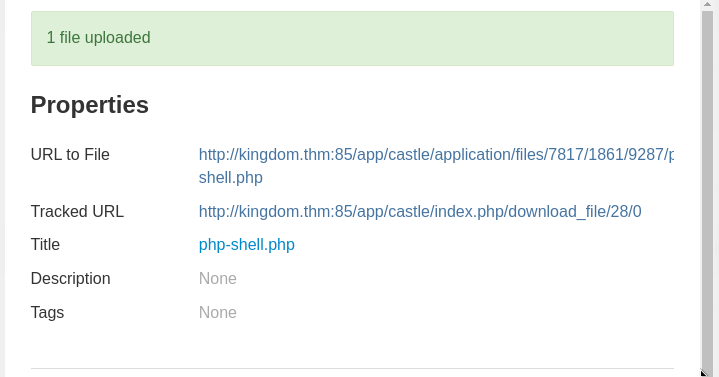 1 file uploaded
Properties
URL to File http://kingdom.thm:85/app/castle/application/files/7817/1861/9287/p
shell.php
Tracked URL http://kingdom.thm:85/app/castle/index.php/download_file/28/0
Title php-shell.php
Description None
Tags None